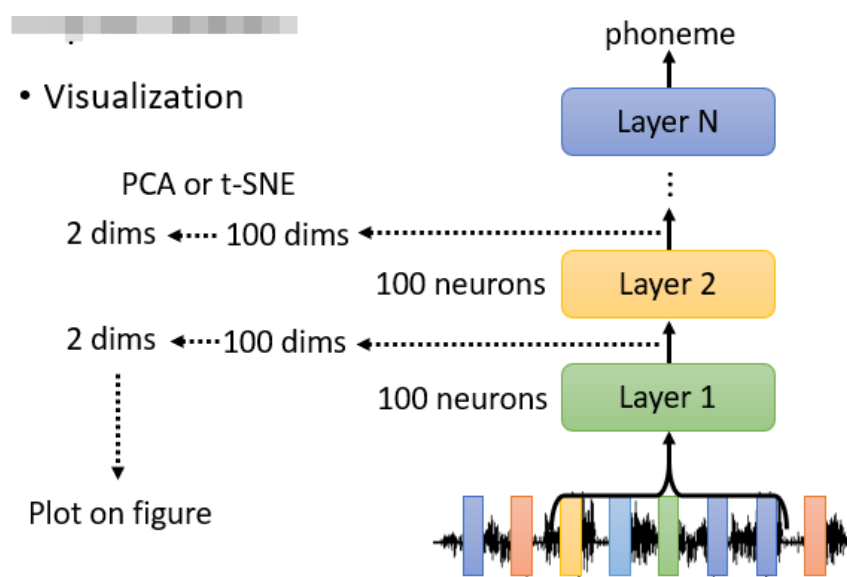 • Visualization
phoneme
Layer N
⋮
PCA or t-SNE
2 dims
100 dims
100 neurons
Layer 2
2 dims
100 dims
100 neurons
Layer 1
Plot on figure